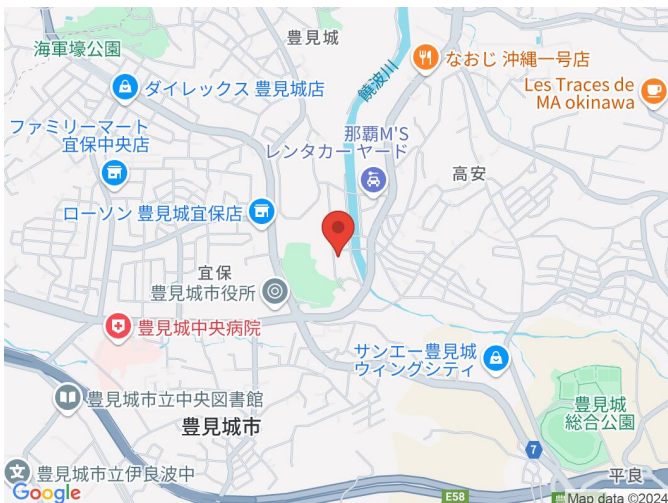 海軍壕公園
豊見城
なおじ 沖縄一号店
ダイレックス 豊見城店
饒波川
Les Traces de
MA okinawa
ファミリーマート
宜保中央店
那覇M'S
レンタカー ヤード
高安
ローソン 豊見城宜保店
宜保
豊見城市役所
豊見城中央病院
サンエー豊見城
ウィングシティ
豊見城市立中央図書館
豊見城
総合公園
豊見城市
7
豊見城市立伊良波中
平良
Google
E58
Map data ©2024